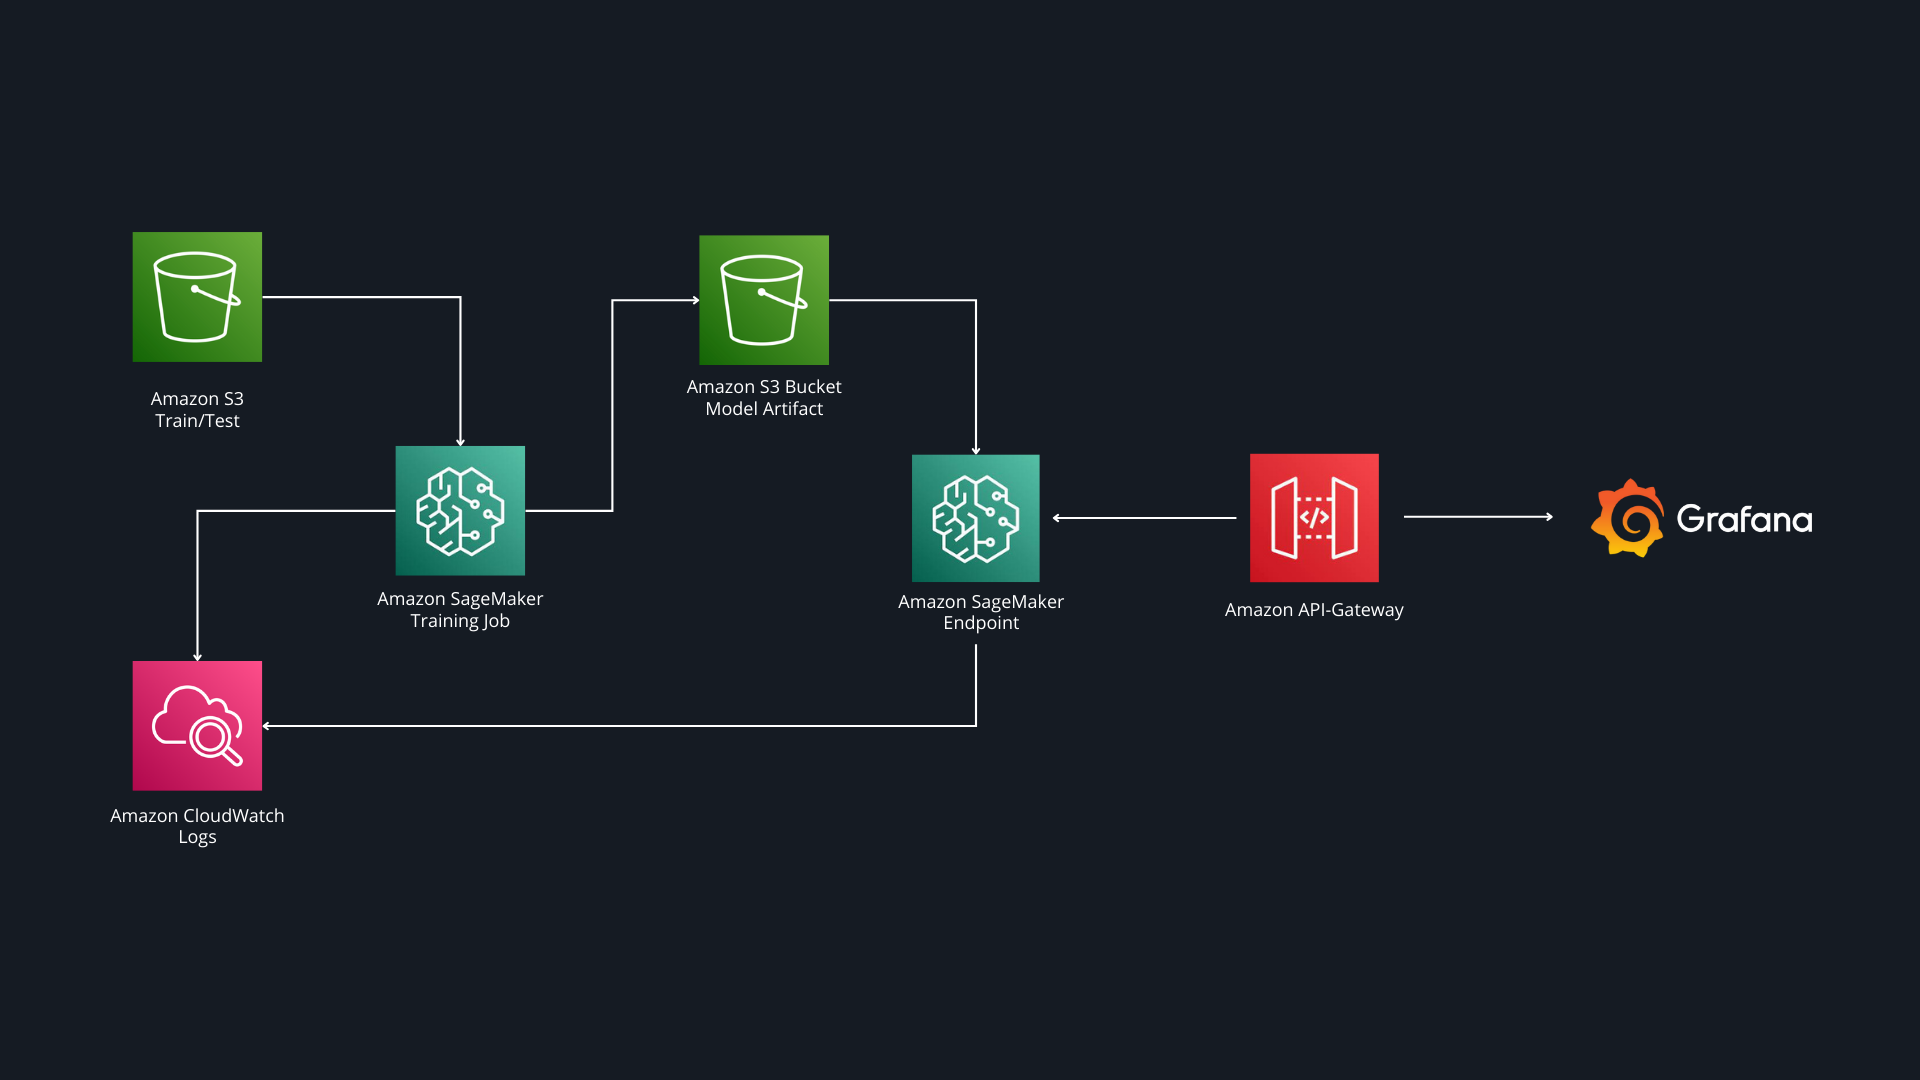 Amazon S3
Train/Test
Amazon S3 Bucket
Model Artifact
Amazon SageMaker
Training Job
Amazon SageMaker
Endpoint
</>
Amazon API-Gateway
Grafana
Amazon CloudWatch
Logs